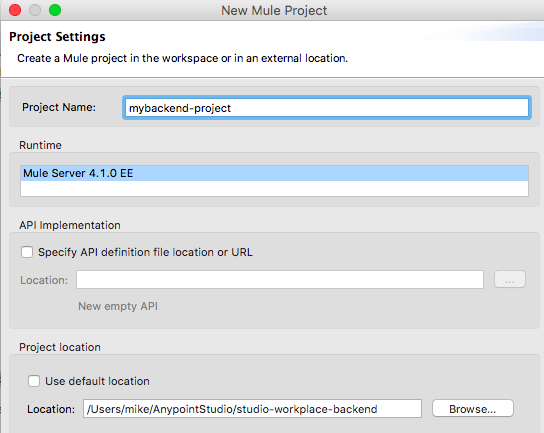 New Mule Project
Project Settings
Create a Mule project in the workspace or in an external location.
Project Name: mybackend-project
Runtime
Mule Server 4.1.0 EE
API Implementation
Specify API definition file location or URL
Location: ...
New empty API
Project location
Use default location
Location: /Users/mike/AnypointStudio/studio-workplace-backend Browse...